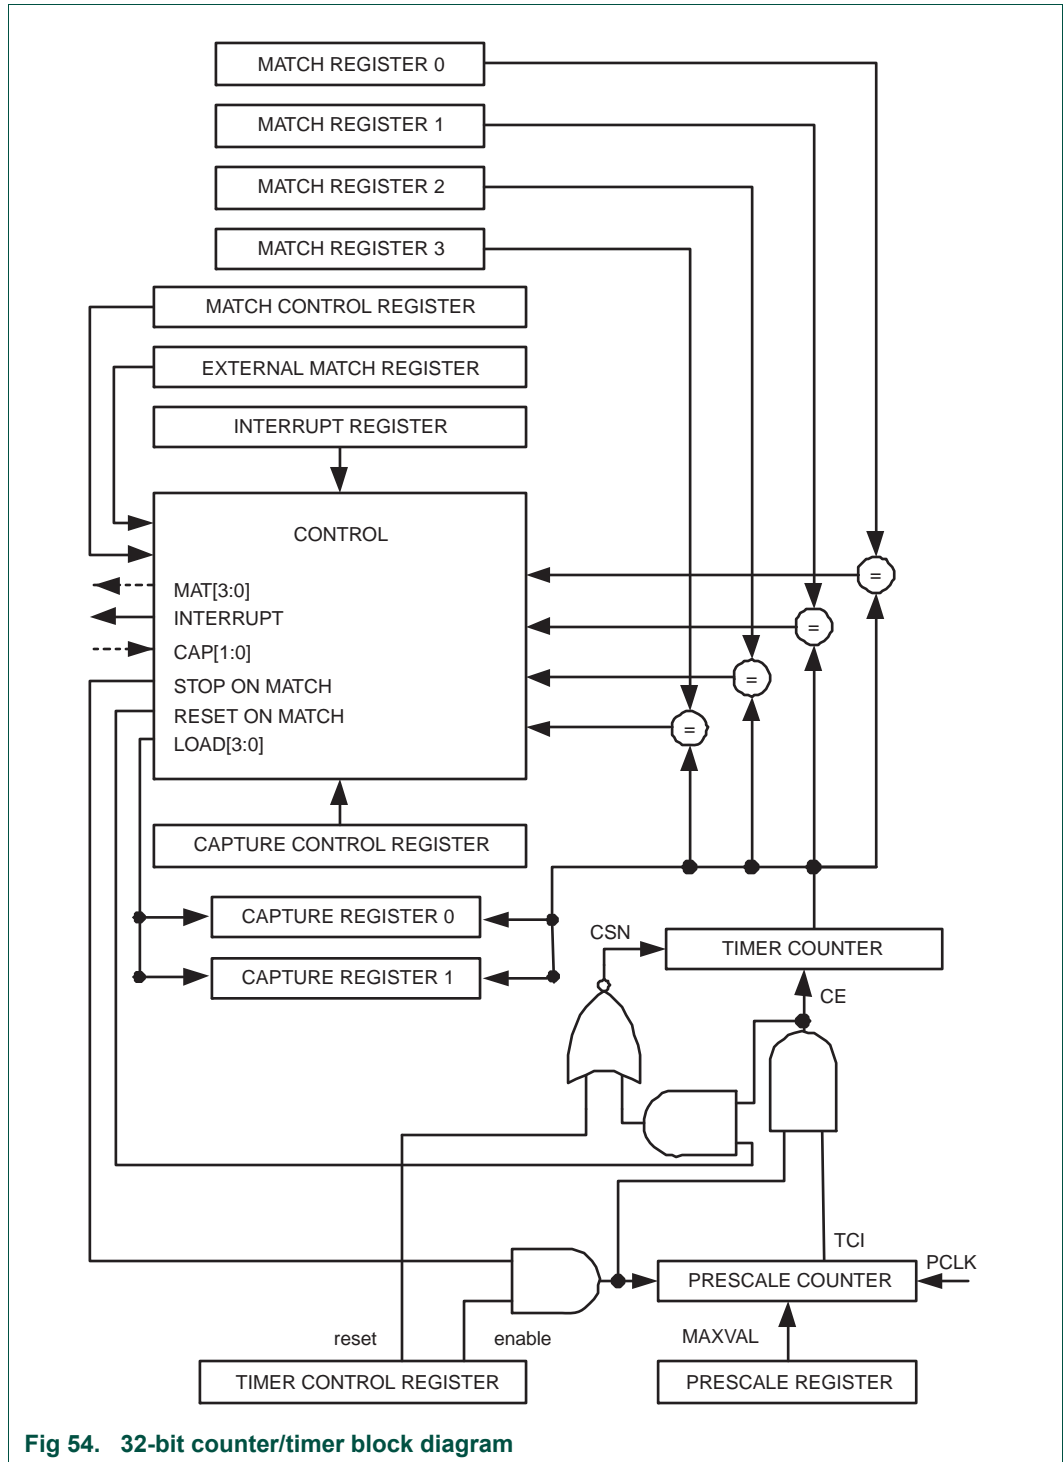 MATCH REGISTER 0
MATCH REGISTER 1
MATCH REGISTER 2
MATCH REGISTER 3
MATCH CONTROL REGISTER
EXTERNAL MATCH REGISTER
INTERRUPT REGISTER
CONTROL
=
=
=
=
MAT[3:0]
INTERRUPT
CAP[1:0]
STOP ON MATCH
RESET ON MATCH
LOAD[3:0]
CAPTURE CONTROL REGISTER
CAPTURE REGISTER 0
CAPTURE REGISTER 1
CSN
TIMER COUNTER
CE
TCI
PCLK
PRESCALE COUNTER
reset
enable
MAXVAL
TIMER CONTROL REGISTER
PRESCALE REGISTER
Fig 54. 32-bit counter/timer block diagram